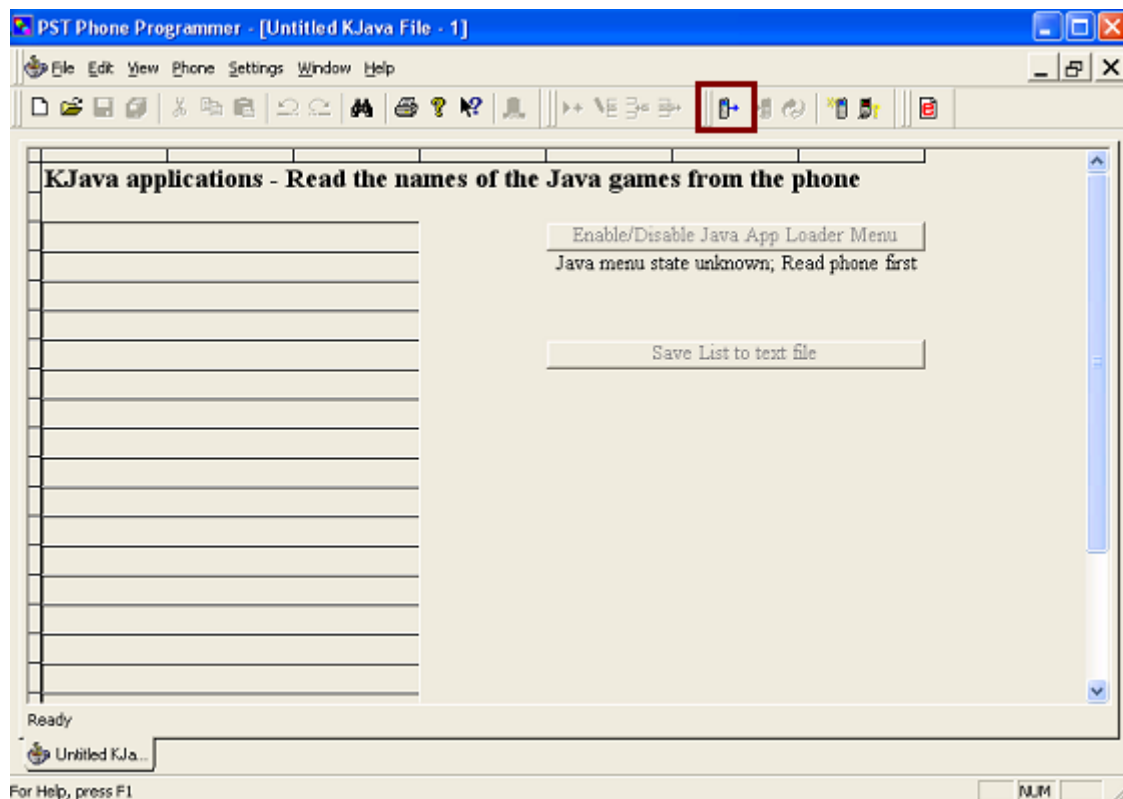 PST Phone Programmer - [Untitled KJava File - 1]
File Edit View Phone Settings Window Help
KJava applications - Read the names of the Java games from the phone
Enable/Disable Java App Loader Menu
Java menu state unknown; Read phone first
Save List to text file
Ready
Untitled KJa...
For Help, press F1
NUM